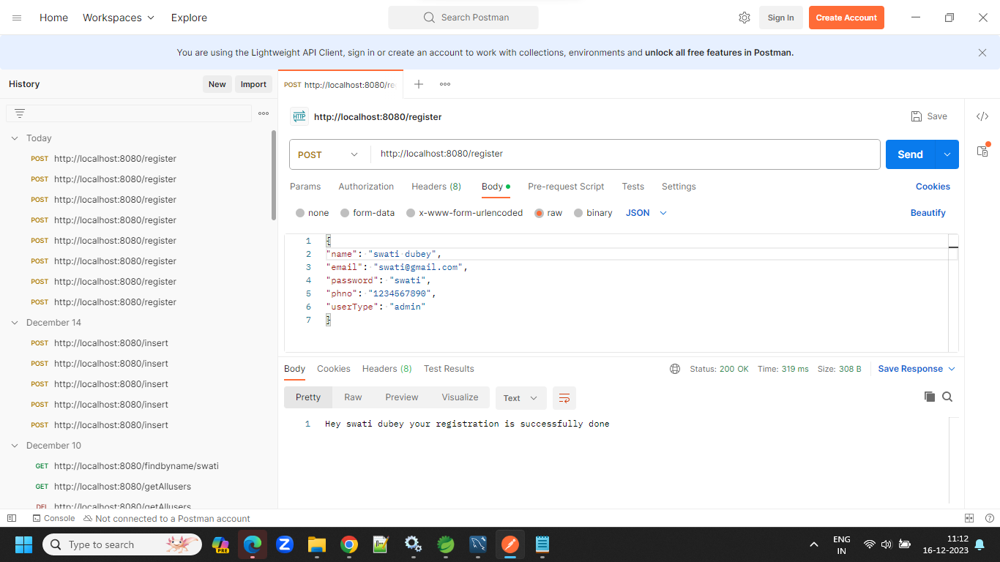 Home Workspaces Explore Search Postman Sign In Create Account
You are using the Lightweight API Client, sign in or create an account to work with collections, environments and unlock all free features in Postman.
History New Import
POST http://localhost:8080/re
HTTP http://localhost:8080/register Save
Today
POST http://localhost:8080/register
POST http://localhost:8080/register
POST http://localhost:8080/register
POST http://localhost:8080/register
POST http://localhost:8080/register
POST http://localhost:8080/register
POST http://localhost:8080/register
POST http://localhost:8080/register
December 14
POST http://localhost:8080/insert
POST http://localhost:8080/insert
POST http://localhost:8080/insert
POST http://localhost:8080/insert
POST http://localhost:8080/insert
December 10
GET http://localhost:8080/findbyname/swati
GET http://localhost:8080/getAllusers
DEL http://localhost:8080/getAllusers
POST http://localhost:8080/register Send
Params Authorization Headers (8) Body Pre-request Script Tests Settings Cookies
none form-data x-www-form-urlencoded raw binary JSON Beautify
1 {
2 "name": "swati dubey",
3 "email": "swati@gmail.com",
4 "password": "swati",
5 "phno": "1234567890",
6 "userType": "admin"
7 }
Body Cookies Headers (8) Test Results Status: 200 OK Time: 319 ms Size: 308 B Save Response
Pretty Raw Preview Visualize Text
1 Hey swati dubey your registration is successfully done
Console Not connected to a Postman account
Type to search PRE ENG 11:12
IN 16-12-2023